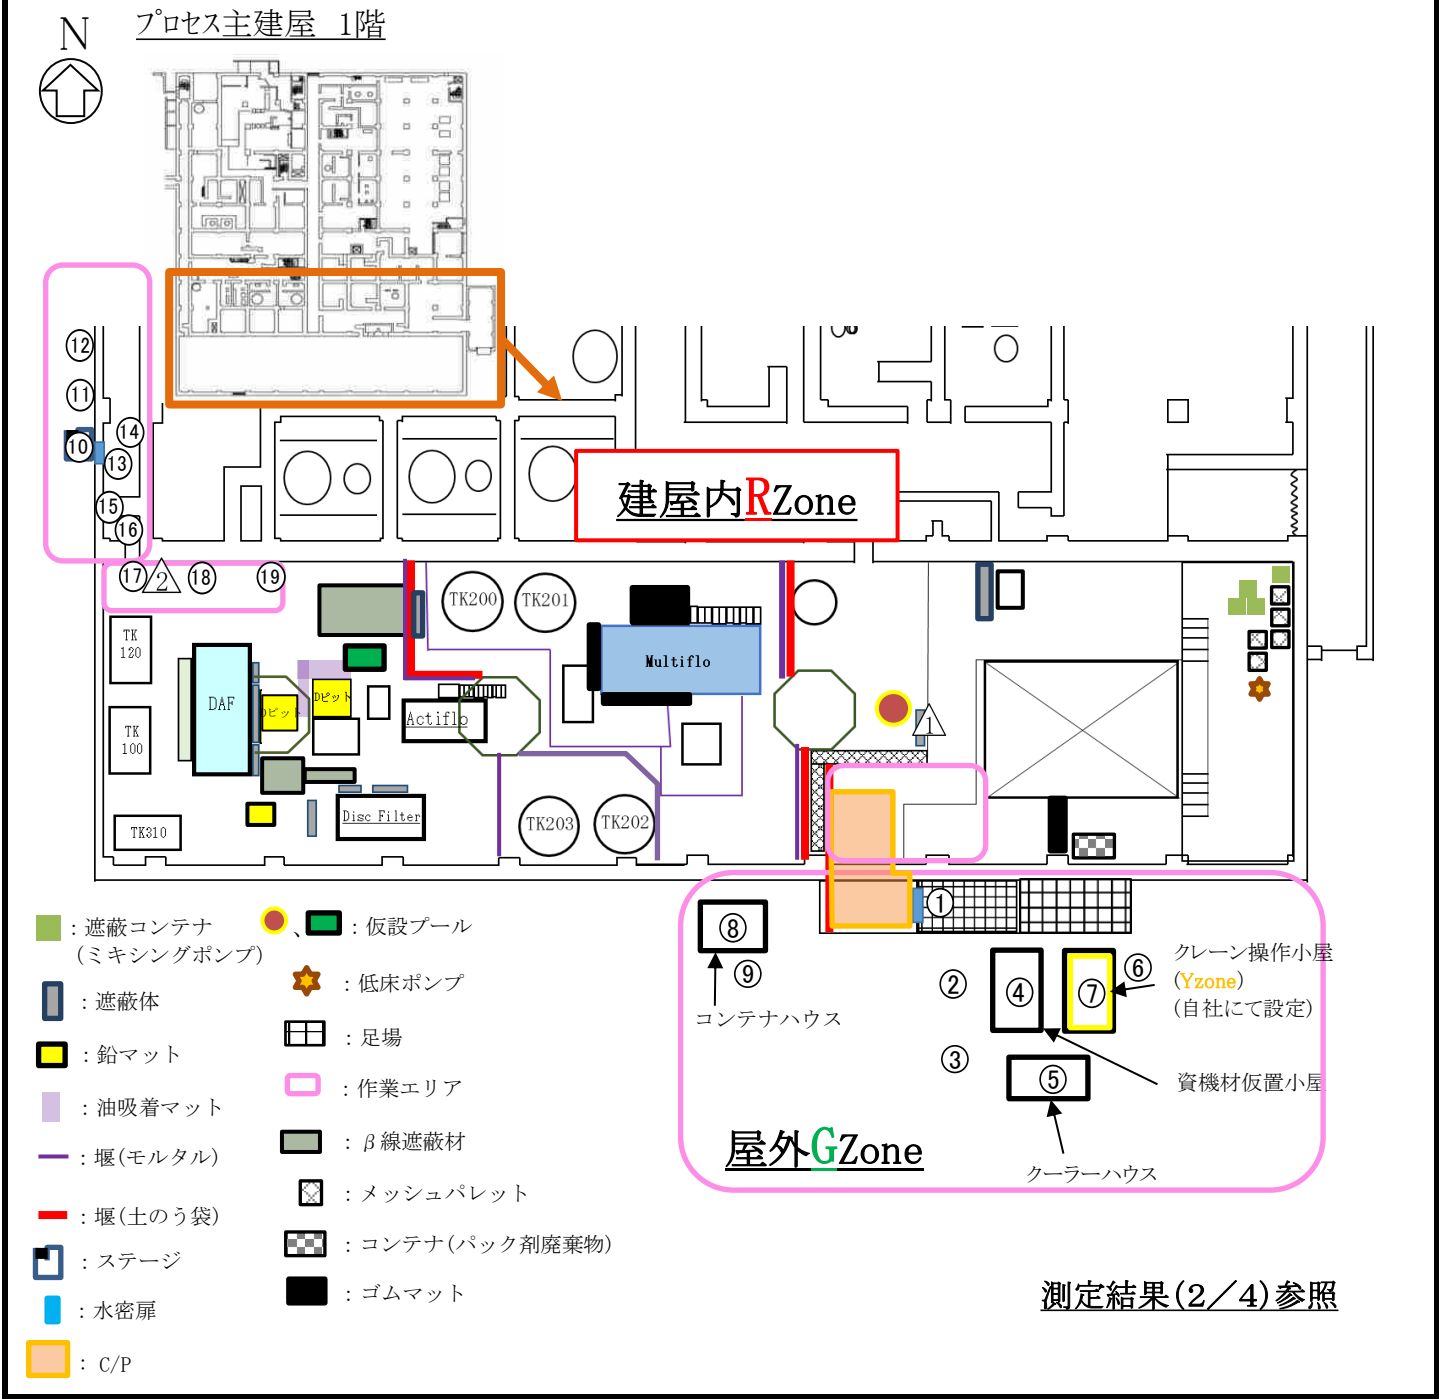 N
プロセス主建屋 1階
⑫
⑪
⑭
⑩
⑬
⑮
⑯
建屋内RZone
⑰
2
⑱
⑲
TK200
TK201
TK
120
Multiflo
DAF
Dピット
Dピット
Actiflo
1
TK
100
TK310
Disc Filter
TK203
TK202
①
⑧
⑨
コンテナハウス
②
④
⑦
⑥
クレーン操作小屋
(Yzone)
(自社にて設定)
③
⑤
資機材仮置小屋
クーラーハウス
屋外GZone
:遮蔽コンテナ
(ミキシングポンプ)
、
:仮設プール
:遮蔽体
:低床ポンプ
:鉛マット
:足場
:油吸着マット
:作業エリア
:堰(モルタル)
:β線遮蔽材
:堰(土のう袋)
:メッシュパレット
:ステージ
:コンテナ(パック剤廃棄物)
:水密扉
:ゴムマット
:C/P
測定結果(2/4)参照